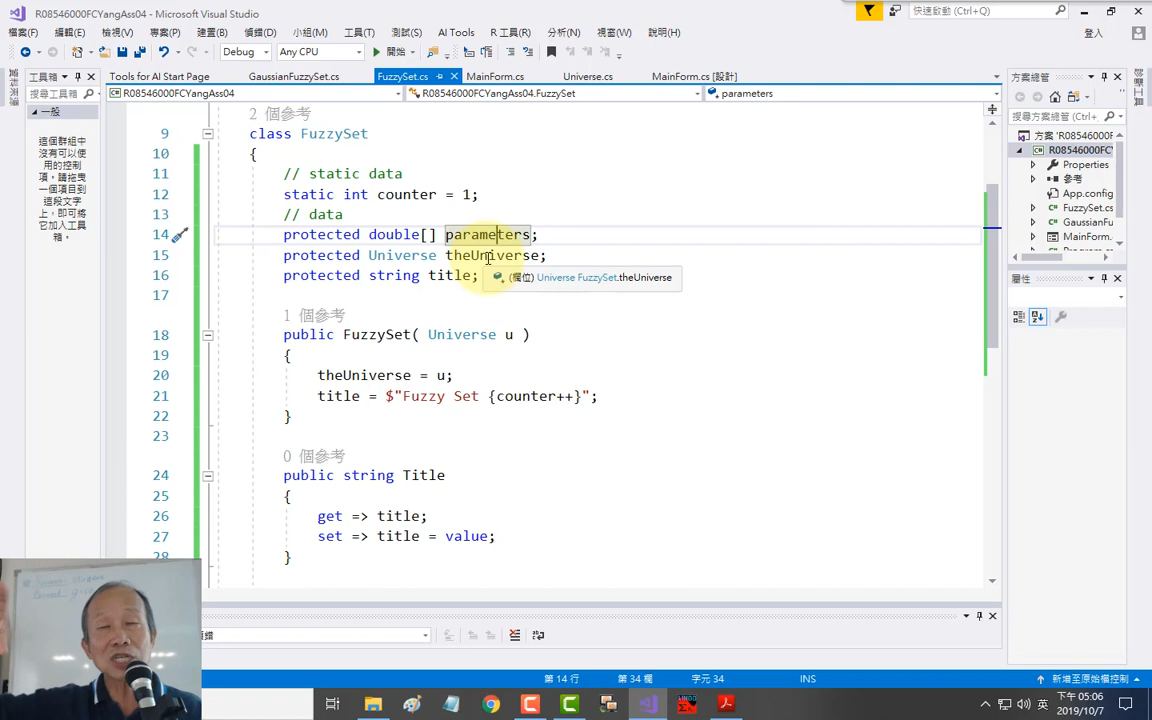 R08546000FCYangAss04 - Microsoft Visual Studio
快速啟動 (Ctrl+Q)
檔案(F) 編輯(E) 檢視(V) 專案(P) 建置(B) 偵錯(D) 小組(M) 工具(T) 測試(S) AI Tools R 工具(R) 分析(N) 視窗(W) 說明(H)
登入
Debug Any CPU 開始
工具箱
Tools for AI Start Page GaussianFuzzySet.cs FuzzySet.cs MainForm.cs Universe.cs MainForm.cs [設計]
方案總管
搜尋工具箱
R08546000FCYangAss04 R08546000FCYangAss04.FuzzySet parameters
一般
這個群組中
沒有可以使
用的控制
項，請拖曳
一個項目到
這段文字
上，即可將
它加入工具
箱。
2 個參考
9 class FuzzySet
10 {
11 // static data
12 static int counter = 1;
13 // data
14 protected double[] parameters;
15 protected Universe theUniverse;
16 protected string title;
(欄位) Universe FuzzySet.theUniverse
17
1 個參考
18 public FuzzySet( Universe u )
19 {
20 theUniverse = u;
21 title = $"Fuzzy Set {counter++}";
22 }
23
0 個參考
24 public string Title
25 {
26 get => title;
27 set => title = value;
28 }
搜尋方案總管 (Ctrl+
方案 'R08546000F
R08546000FC
Properties
參考
App.config
FuzzySet.cs
GaussianFu
MainForm.
屬性
第 14 行 第 34 欄 字元 34 INS
新增至原始檔控制
英
下午 05:06
2019/10/7